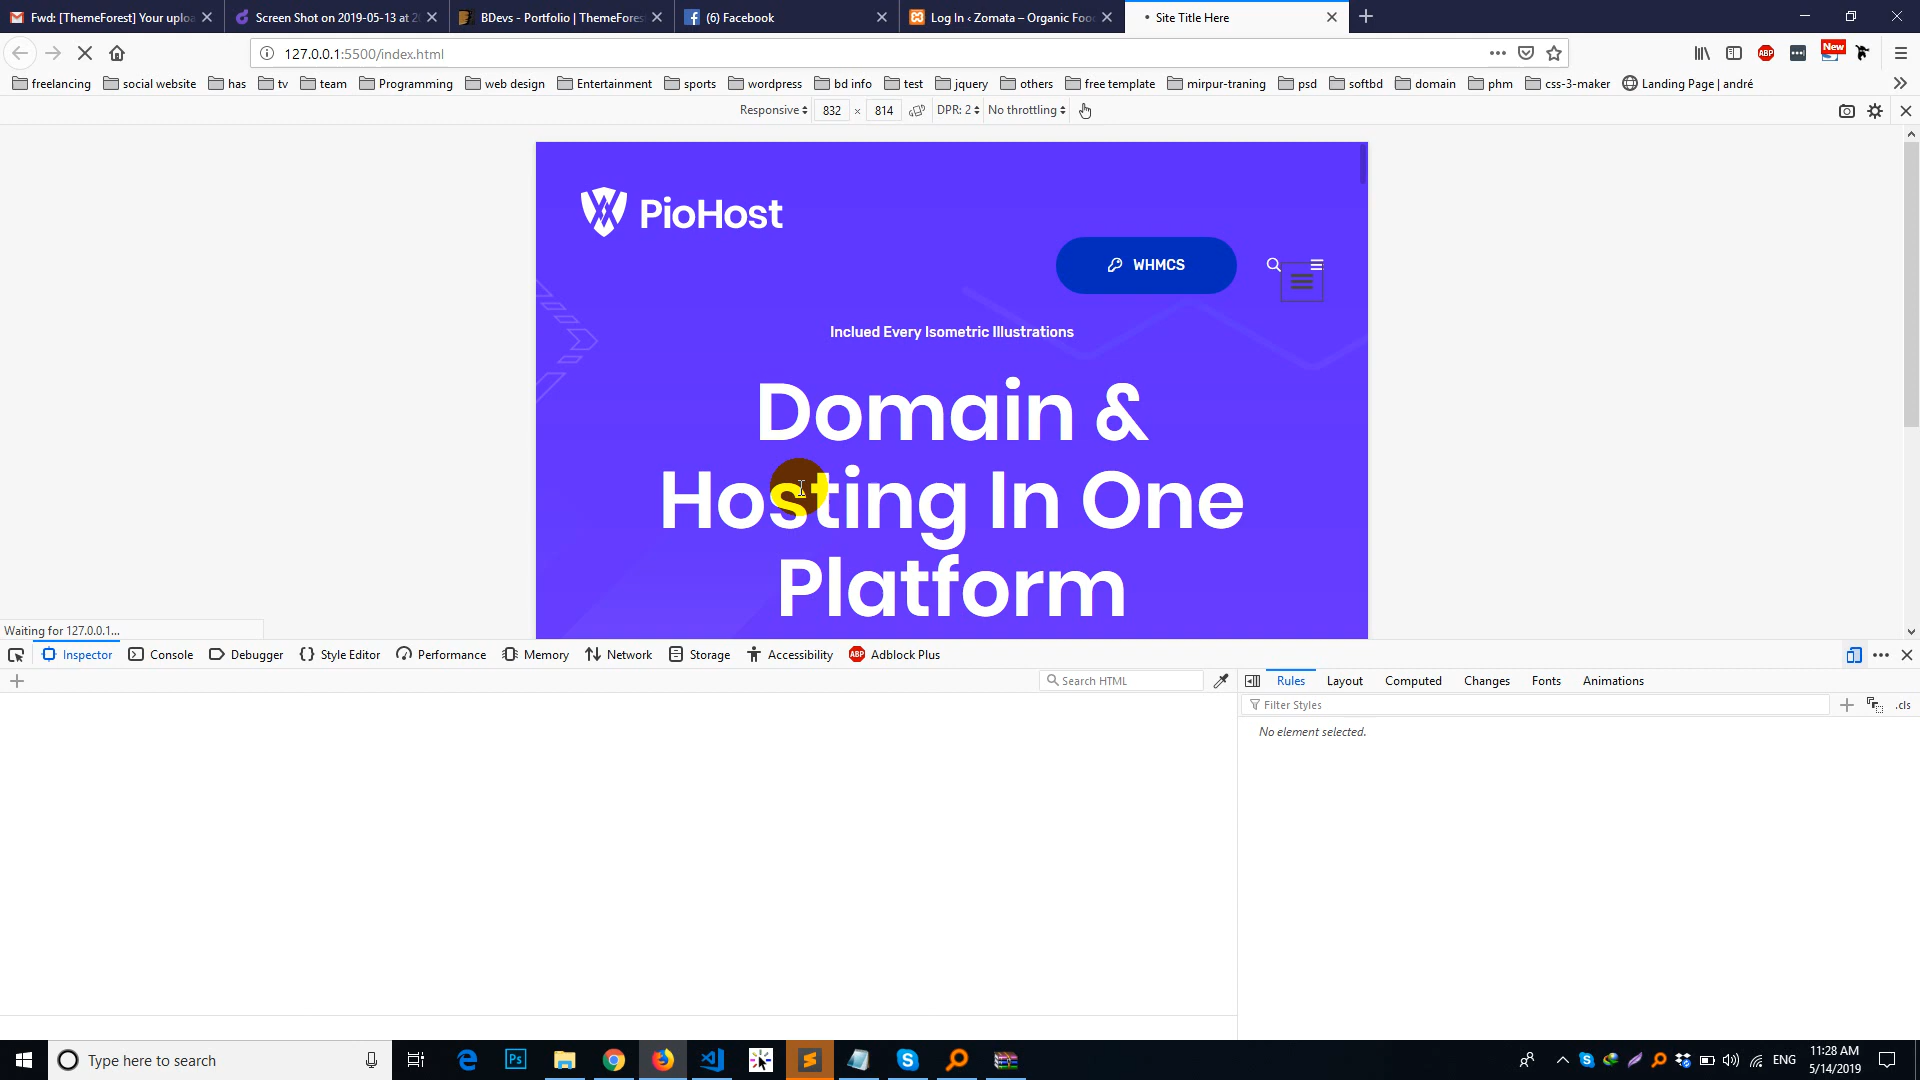 Fwd: [ThemeForest] Your uplo
Screen Shot on 2019-05-13 at 2
BDevs - Portfolio | ThemeFores
(6) Facebook
Log In ‹ Zomata – Organic Foo
Site Title Here
127.0.0.1:5500/index.html
ABP
New
freelancing
social website
has
tv
team
Programming
web design
Entertainment
sports
wordpress
bd info
test
jquery
others
free template
mirpur-traning
psd
softbd
domain
phm
css-3-maker
Landing Page | andré
Responsive
832 × 814
DPR: 2
No throttling
PioHost
WHMCS
Inclued Every Isometric Illustrations
Domain &
Hosting In One
Platform
Waiting for 127.0.0.1...
Inspector
Console
Debugger
Style Editor
Performance
Memory
Network
Storage
Accessibility
ABP Adblock Plus
Search HTML
Rules
Layout
Computed
Changes
Fonts
Animations
Filter Styles
.cls
No element selected.
Type here to search
Ps
ENG
11:28 AM
5/14/2019